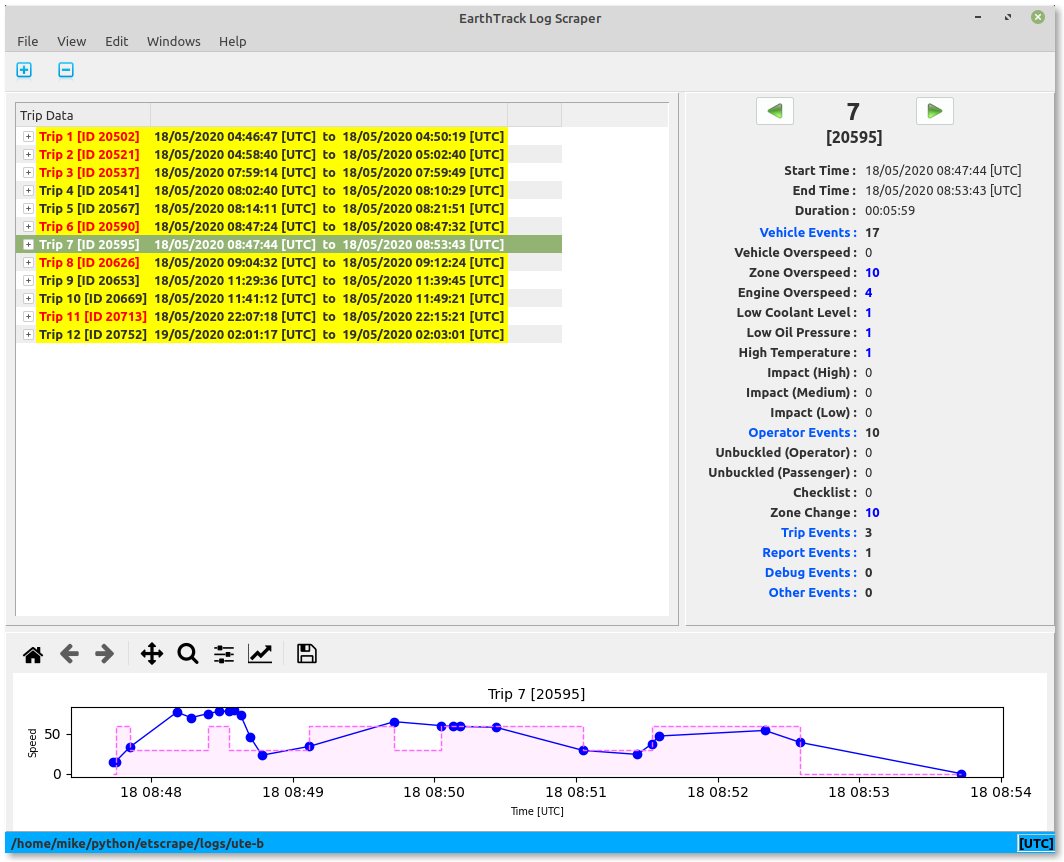 EarthTrack Log Scraper
File View Edit Windows Help
Trip Data
Trip 1 [ID 20502] 18/05/2020 04:46:47 [UTC] to 18/05/2020 04:50:19 [UTC]
Trip 2 [ID 20521] 18/05/2020 04:58:40 [UTC] to 18/05/2020 05:02:40 [UTC]
Trip 3 [ID 20537] 18/05/2020 07:59:14 [UTC] to 18/05/2020 07:59:49 [UTC]
Trip 4 [ID 20541] 18/05/2020 08:02:40 [UTC] to 18/05/2020 08:10:29 [UTC]
Trip 5 [ID 20567] 18/05/2020 08:14:11 [UTC] to 18/05/2020 08:21:51 [UTC]
Trip 6 [ID 20590] 18/05/2020 08:47:24 [UTC] to 18/05/2020 08:47:32 [UTC]
Trip 7 [ID 20595] 18/05/2020 08:47:44 [UTC] to 18/05/2020 08:53:43 [UTC]
Trip 8 [ID 20626] 18/05/2020 09:04:32 [UTC] to 18/05/2020 09:12:24 [UTC]
Trip 9 [ID 20653] 18/05/2020 11:29:36 [UTC] to 18/05/2020 11:39:45 [UTC]
Trip 10 [ID 20669] 18/05/2020 11:41:12 [UTC] to 18/05/2020 11:49:21 [UTC]
Trip 11 [ID 20713] 18/05/2020 22:07:18 [UTC] to 18/05/2020 22:15:21 [UTC]
Trip 12 [ID 20752] 19/05/2020 02:01:17 [UTC] to 19/05/2020 02:03:01 [UTC]
7
[20595]
Start Time : 18/05/2020 08:47:44 [UTC]
End Time : 18/05/2020 08:53:43 [UTC]
Duration : 00:05:59
Vehicle Events : 17
Vehicle Overspeed : 0
Zone Overspeed : 10
Engine Overspeed : 4
Low Coolant Level : 1
Low Oil Pressure : 1
High Temperature : 1
Impact (High) : 0
Impact (Medium) : 0
Impact (Low) : 0
Operator Events : 10
Unbuckled (Operator) : 0
Unbuckled (Passenger) : 0
Checklist : 0
Zone Change : 10
Trip Events : 3
Report Events : 1
Debug Events : 0
Other Events : 0
Trip 7 [20595]
Speed
50
0
18 08:48 18 08:49 18 08:50 18 08:51 18 08:52 18 08:53 18 08:54
Time [UTC]
/home/mike/python/etscrape/logs/ute-b [UTC]